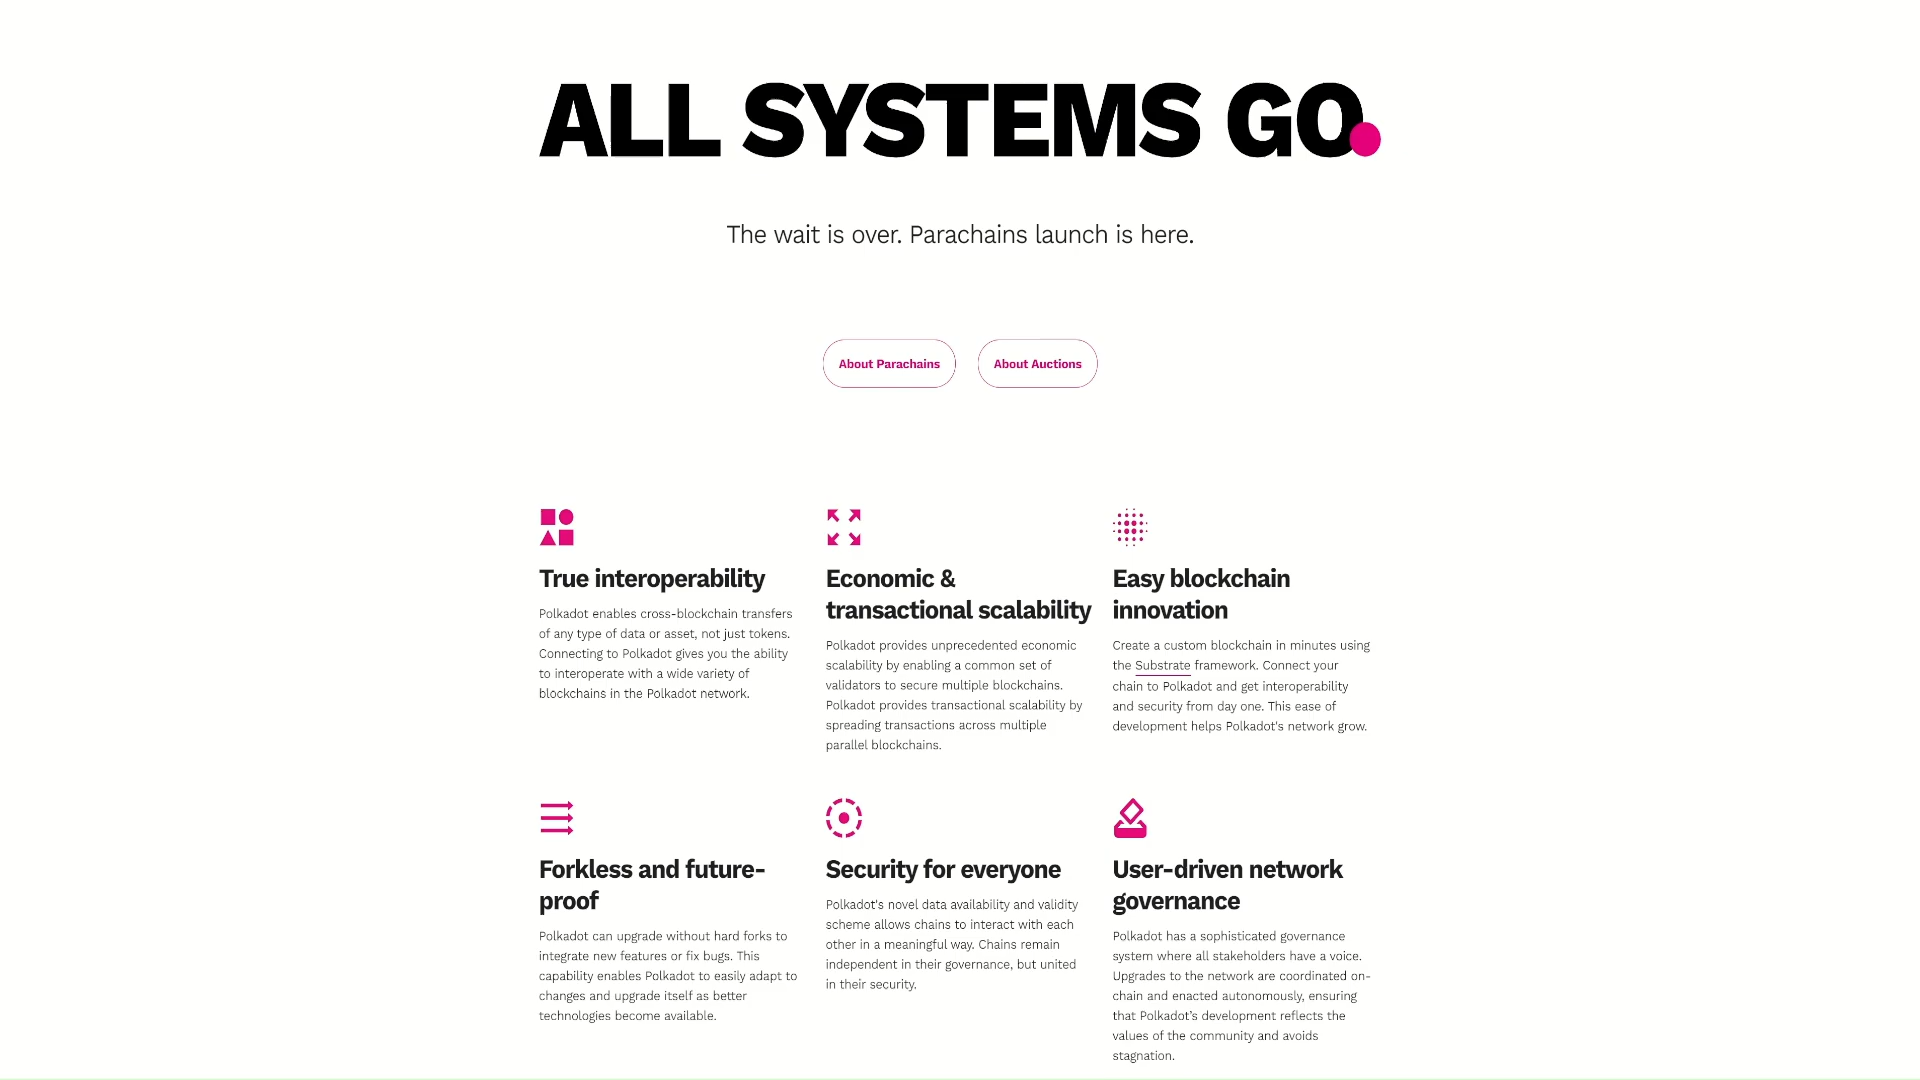 ALL SYSTEMS GO.
The wait is over. Parachains launch is here.
About Parachains
About Auctions
True interoperability
Polkadot enables cross-blockchain transfers
of any type of data or asset, not just tokens.
Connecting to Polkadot gives you the ability
to interoperate with a wide variety of
blockchains in the Polkadot network.
Economic &
transactional scalability
Polkadot provides unprecedented economic
scalability by enabling a common set of
validators to secure multiple blockchains.
Polkadot provides transactional scalability by
spreading transactions across multiple
parallel blockchains.
Easy blockchain
innovation
Create a custom blockchain in minutes using
the Substrate framework. Connect your
chain to Polkadot and get interoperability
and security from day one. This ease of
development helps Polkadot's network grow.
Forkless and future-
proof
Polkadot can upgrade without hard forks to
integrate new features or fix bugs. This
capability enables Polkadot to easily adapt to
changes and upgrade itself as better
technologies become available.
Security for everyone
Polkadot's novel data availability and validity
scheme allows chains to interact with each
other in a meaningful way. Chains remain
independent in their governance, but united
in their security.
User-driven network
governance
Polkadot has a sophisticated governance
system where all stakeholders have a voice.
Upgrades to the network are coordinated on-
chain and enacted autonomously, ensuring
that Polkadot’s development reflects the
values of the community and avoids
stagnation.